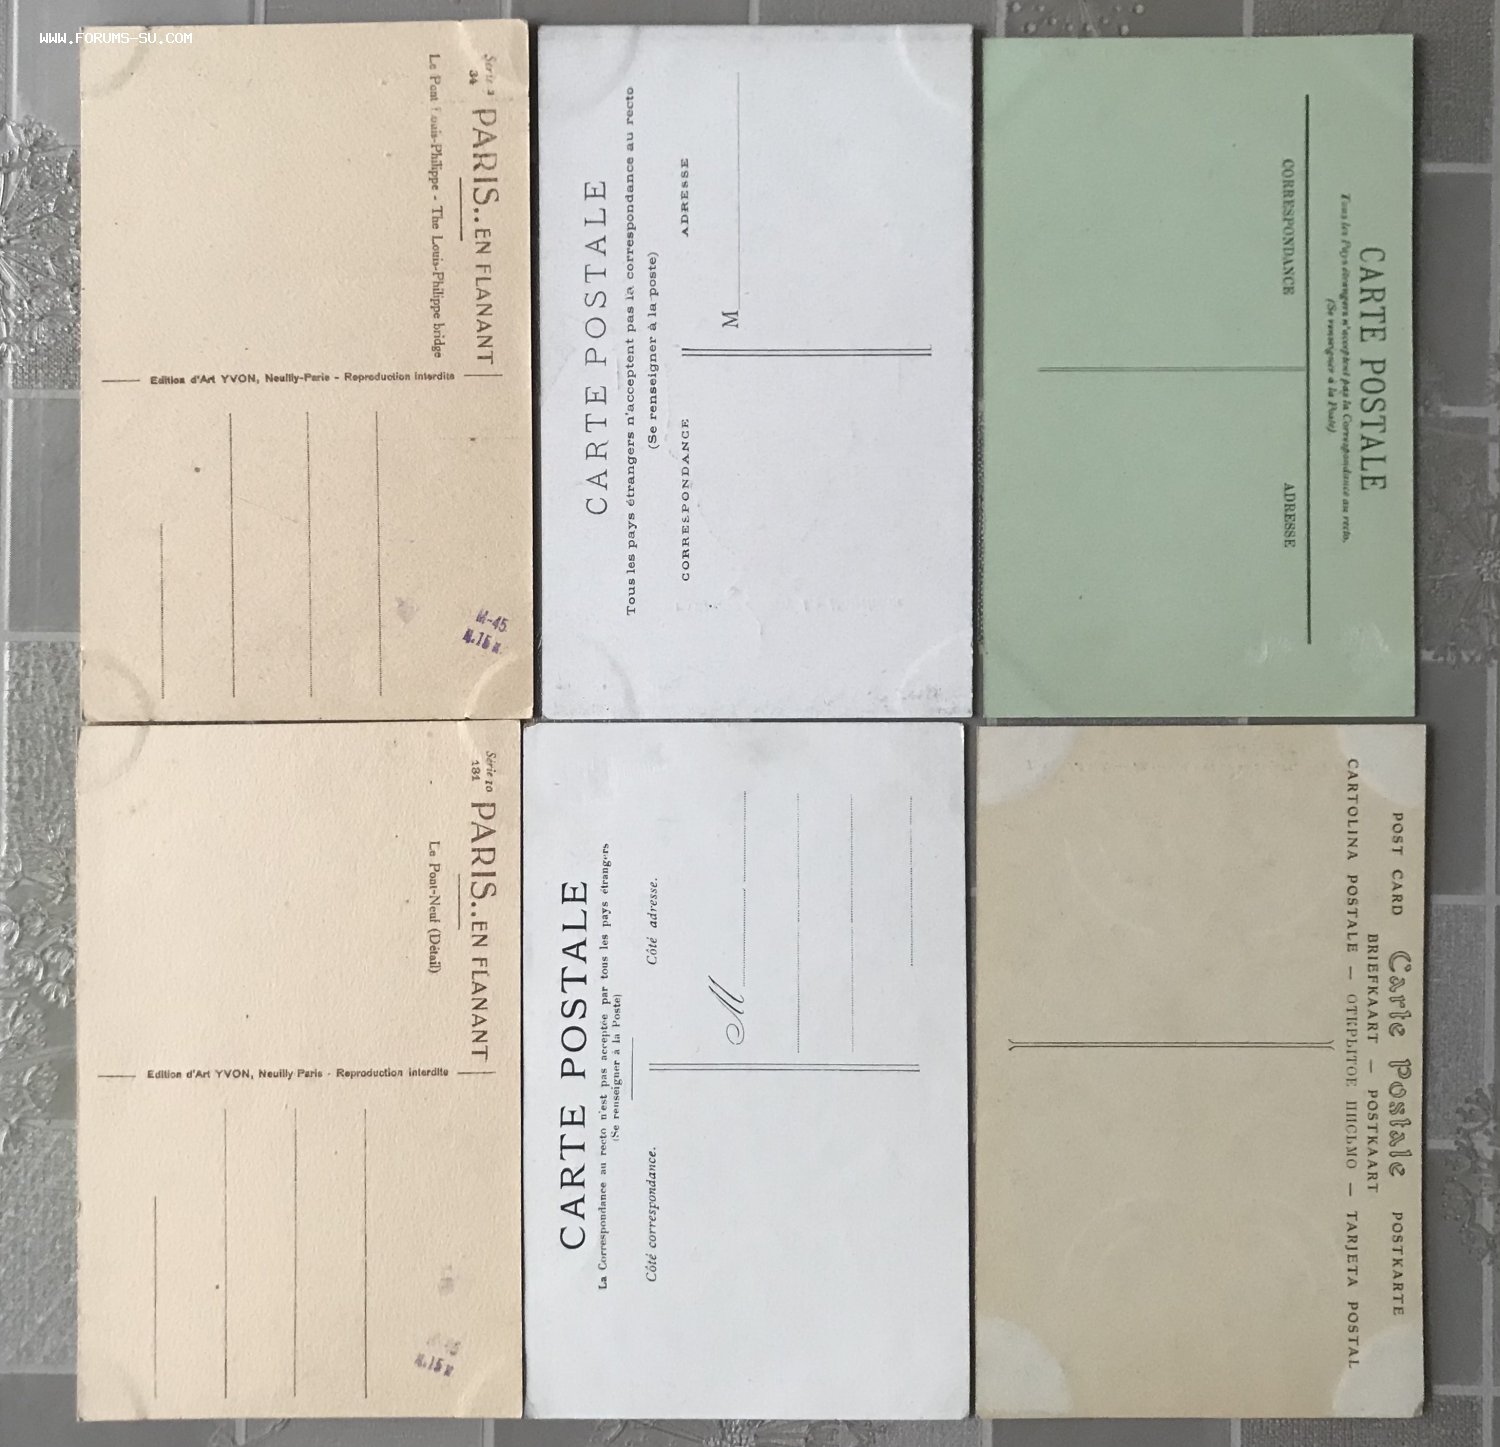 WWW.FORUMS-SU.COM
Série 2
34
PARIS.. EN FLANANT
Le Pont Louis-Philippe - The Louis-Philippe bridge
Edition d'Art YVON, Neuilly-Paris - Reproduction interdite
M-45
CARTE POSTALE
Tous les pays étrangers n'acceptent pas la correspondance au recto
(Se renseigner à la poste)
CORRESPONDANCE
ADRESSE
M
CARTE POSTALE
Tous les Pays étrangers n'acceptent pas la Correspondance au recto.
(Se renseigner à la Poste)
CORRESPONDANCE
ADRESSE
Série 10
131
PARIS.. EN FLANANT
Le Pont-Neuf (Détail)
Edition d'Art YVON, Neuilly Paris - Reproduction interdite
CARTE POSTALE
La Correspondance au recto n'est pas acceptée par tous les pays étrangers
(Se renseigner à la Poste)
Côté correspondance.
Côté adresse.
M
POST CARD Carte Postale POSTKARTE
BRIEFKAART — POSTKAART
CARTOLINA POSTALE — ОТКРЫТОЕ ПИСЬМО — TARJETA POSTAL